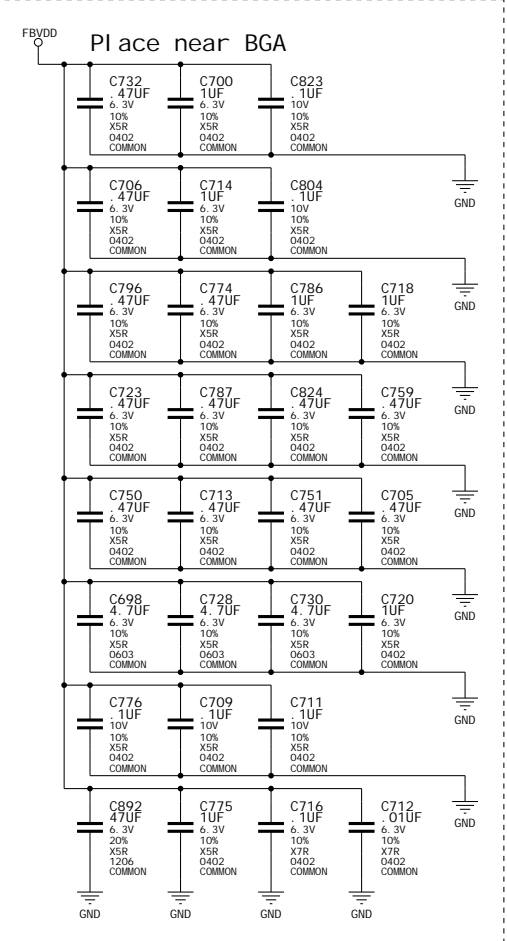 FBVDD
Place near BGA
C732
.47UF
6.3V
10%
X5R
0402
COMMON
C700
1UF
6.3V
10%
X5R
0402
COMMON
C823
.1UF
10V
10%
X5R
0402
COMMON
GND
C706
.47UF
6.3V
10%
X5R
0402
COMMON
C714
1UF
6.3V
10%
X5R
0402
COMMON
C804
.1UF
10V
10%
X5R
0402
COMMON
GND
C796
.47UF
6.3V
10%
X5R
0402
COMMON
C774
.47UF
6.3V
10%
X5R
0402
COMMON
C786
1UF
6.3V
10%
X5R
0402
COMMON
C718
1UF
6.3V
10%
X5R
0402
COMMON
GND
C723
.47UF
6.3V
10%
X5R
0402
COMMON
C787
.47UF
6.3V
10%
X5R
0402
COMMON
C824
.47UF
6.3V
10%
X5R
0402
COMMON
C759
.47UF
6.3V
10%
X5R
0402
COMMON
GND
C750
.47UF
6.3V
10%
X5R
0402
COMMON
C713
.47UF
6.3V
10%
X5R
0402
COMMON
C751
.47UF
6.3V
10%
X5R
0402
COMMON
C705
.47UF
6.3V
10%
X5R
0402
COMMON
GND
C698
4.7UF
6.3V
10%
X5R
0603
COMMON
C728
4.7UF
6.3V
10%
X5R
0603
COMMON
C730
4.7UF
6.3V
10%
X5R
0603
COMMON
C720
1UF
6.3V
10%
X5R
0402
COMMON
GND
C776
.1UF
10V
10%
X5R
0402
COMMON
C709
.1UF
10V
10%
X5R
0402
COMMON
C711
.1UF
10V
10%
X5R
0402
COMMON
GND
C892
47UF
6.3V
20%
X5R
1206
COMMON
C775
1UF
6.3V
10%
X5R
0402
COMMON
C716
.1UF
6.3V
10%
X7R
0402
COMMON
C712
.01UF
6.3V
10%
X7R
0402
COMMON
GND
GND
GND
GND